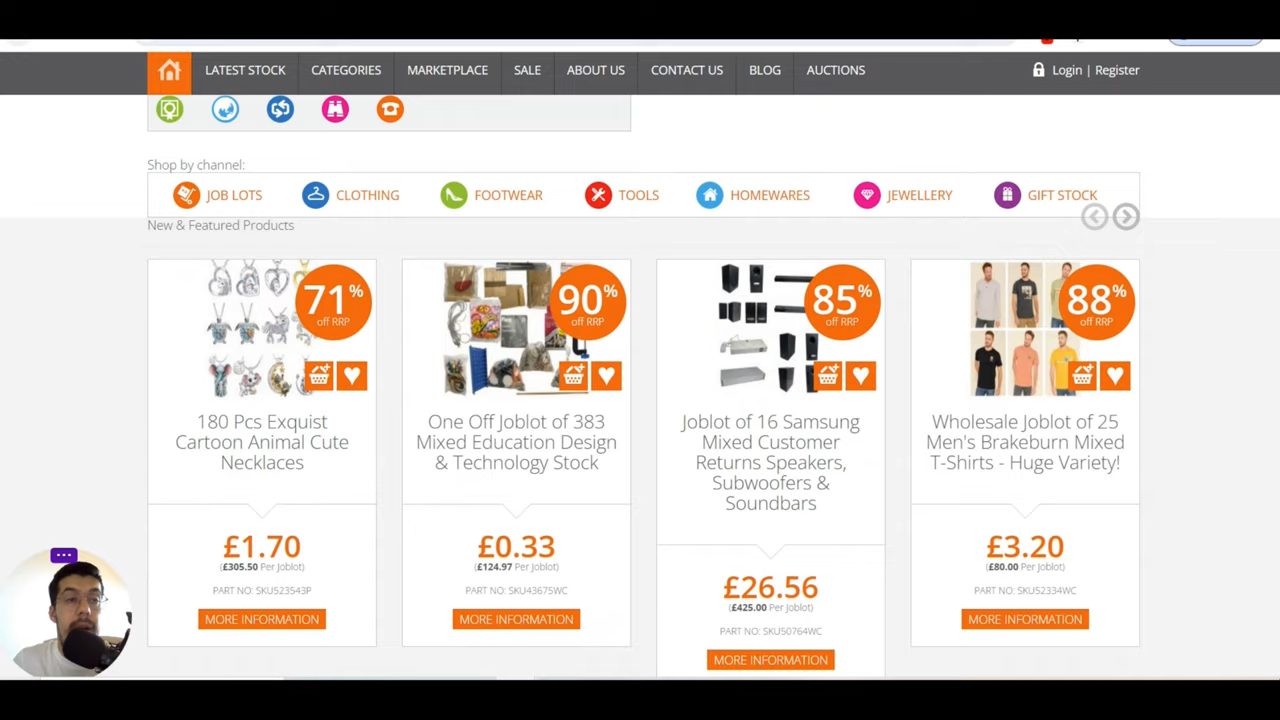 LATEST STOCK CATEGORIES MARKETPLACE SALE ABOUT US CONTACT US BLOG AUCTIONS Login | Register
Shop by channel:
JOB LOTS CLOTHING FOOTWEAR TOOLS HOMEWARES JEWELLERY GIFT STOCK
New & Featured Products
71%
off RRP
180 Pcs Exquist
Cartoon Animal Cute
Necklaces
£1.70
(£305.50 Per Joblot)
PART NO: SKU523543P
MORE INFORMATION
90%
off RRP
One Off Joblot of 383
Mixed Education Design
& Technology Stock
£0.33
(£124.97 Per Joblot)
PART NO: SKU43675WC
MORE INFORMATION
85%
off RRP
Joblot of 16 Samsung
Mixed Customer
Returns Speakers,
Subwoofers &
Soundbars
£26.56
(£425.00 Per Joblot)
PART NO: SKU50764WC
MORE INFORMATION
88%
off RRP
Wholesale Joblot of 25
Men's Brakeburn Mixed
T-Shirts - Huge Variety!
£3.20
(£80.00 Per Joblot)
PART NO: SKU52334WC
MORE INFORMATION